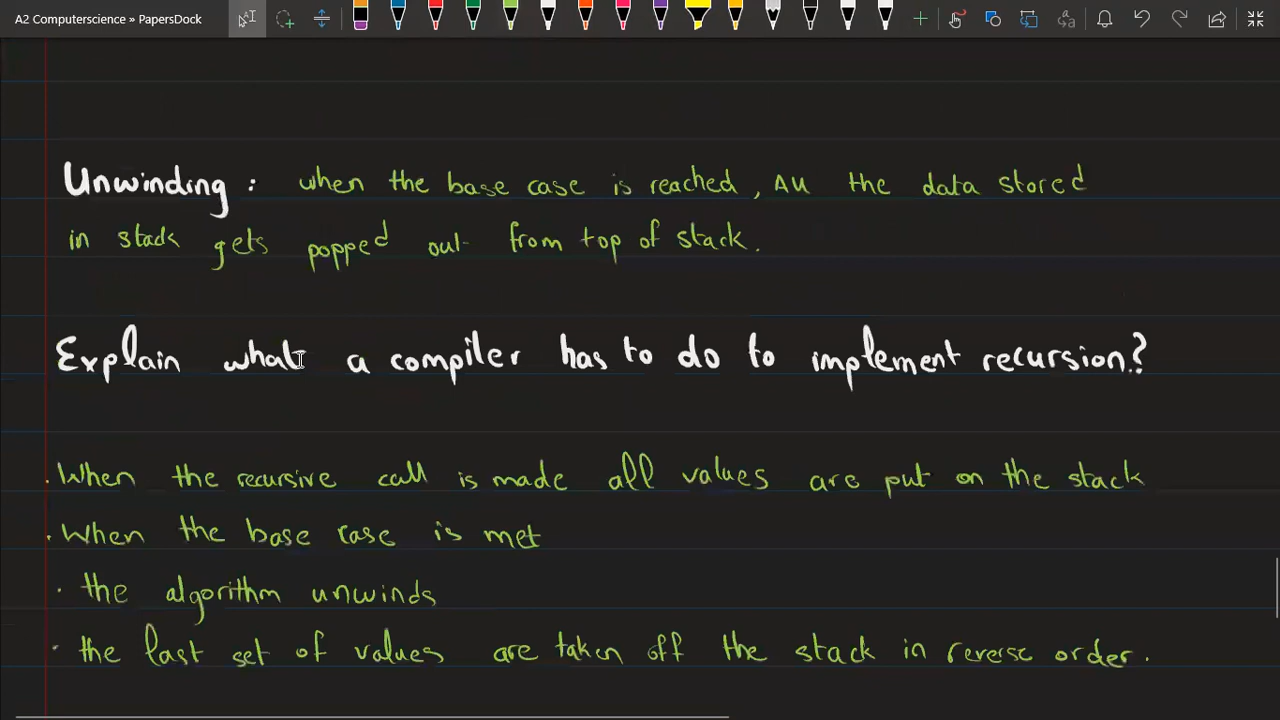 A2 Computerscience » PapersDock
Unwinding : when the base case is reached, All the data stored
in stack gets popped out from top of stack.
Explain what a compiler has to do to implement recursion?
. When the recursive call is made all values are put on the stack
. When the base case is met
. the algorithm unwinds
. the last set of values are taken off the stack in reverse order.